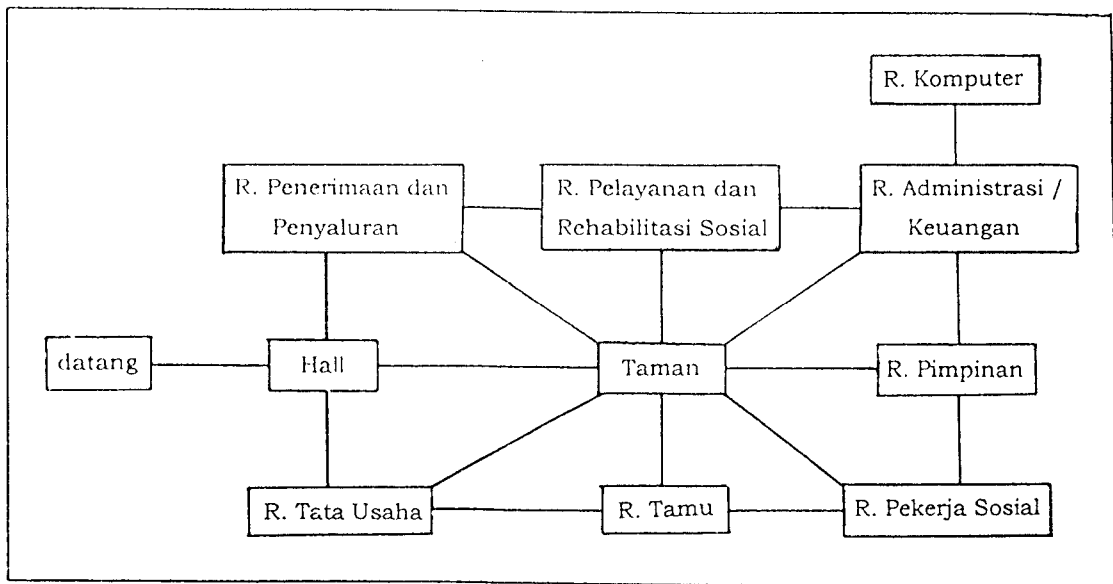 R. Komputer
R. Penerimaan dan
Penyaluran
R. Pelayanan dan
Rehabilitasi Sosial
R. Administrasi /
Keuangan
datang
Hall
Taman
R. Pimpinan
R. Tata Usaha
R. Tamu
R. Pekerja Sosial